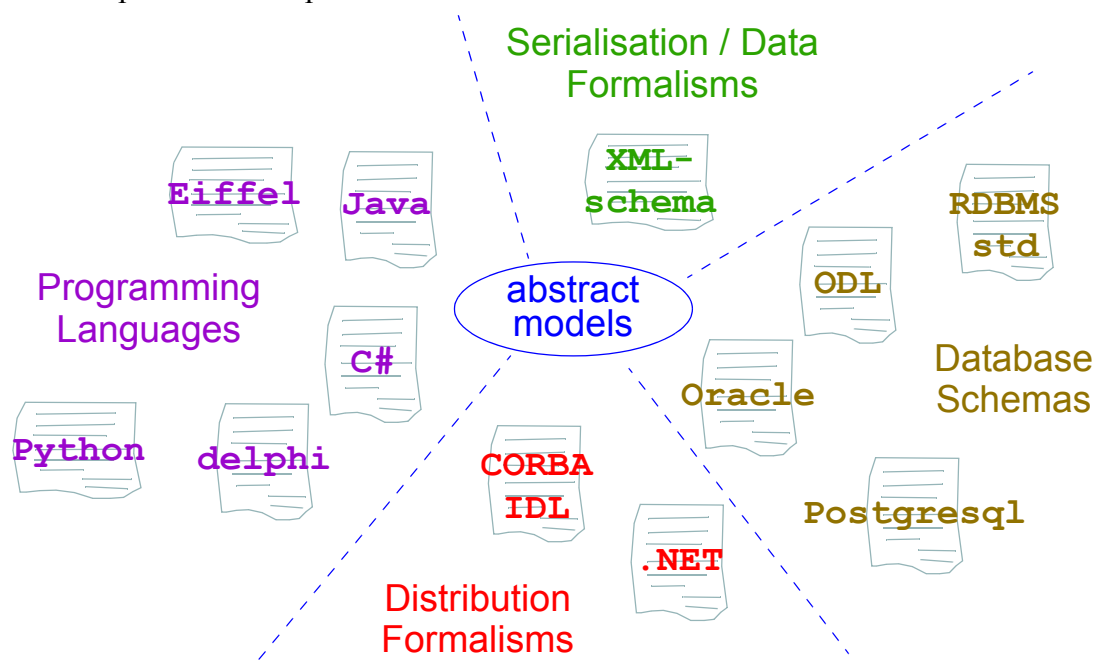 Serialisation / Data
Formalisms
XML-
schema
Eiffel
Java
RDBMS
std
ODL
Programming
Languages
abstract
models
C#
Oracle
Database
Schemas
Python
delphi
CORBA
IDL
Postgresql
.NET
Distribution
Formalisms